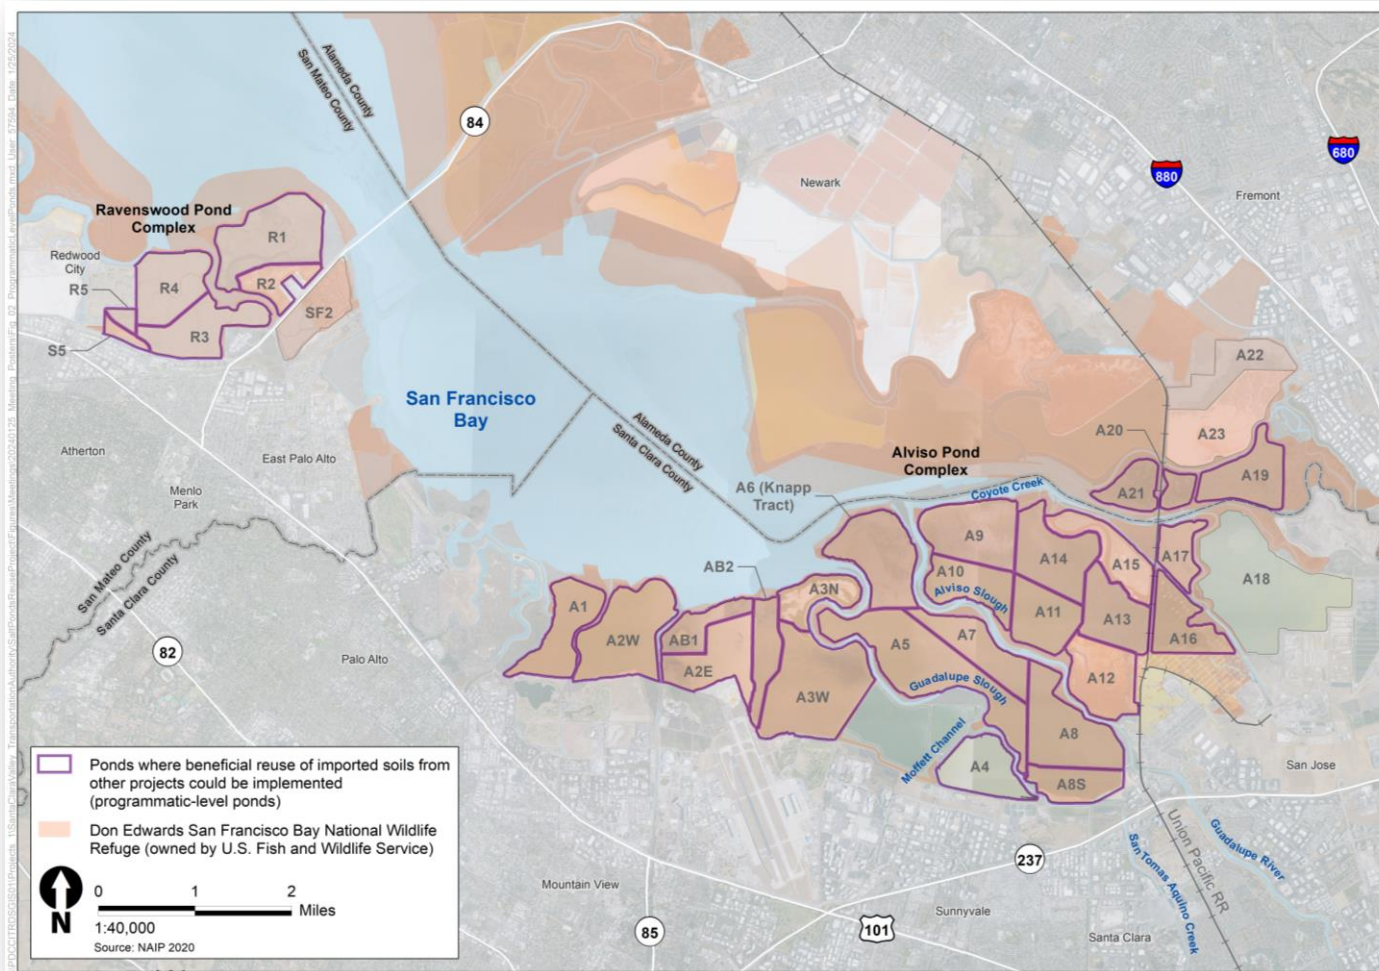 Alameda County
San Mateo County
84
680
880
Newark
Fremont
Ravenswood Pond
Complex
R1
Redwood
City
R5
R4
R2
SF2
R3
S5
A22
San Francisco
Bay
Alameda County
Santa Clara County
A20
A23
Atherton
East Palo Alto
Alviso Pond
Complex
A19
Menlo
Park
A6 (Knapp
Tract)
Coyote Creek
A21
A9
A14
A15
A17
San Mateo County
Santa Clara County
AB2
A10
A18
A3N
Alviso Slough
A1
A11
A13
A2W
AB1
A5
A7
A16
82
Palo Alto
A2E
A12
Guadalupe Slough
A3W
Moffett Channel
A8
A4
A8S
San Jose
Ponds where beneficial reuse of imported soils from
other projects could be implemented
(programmatic-level ponds)
Don Edwards San Francisco Bay National Wildlife
Refuge (owned by U.S. Fish and Wildlife Service)
N
0 1 2
Miles
1:40,000
Source: NAIP 2020
237
Union Pacific RR
Guadalupe River
San Tomas Aquino Creek
Mountain View
Sunnyvale
101
85
Santa Clara